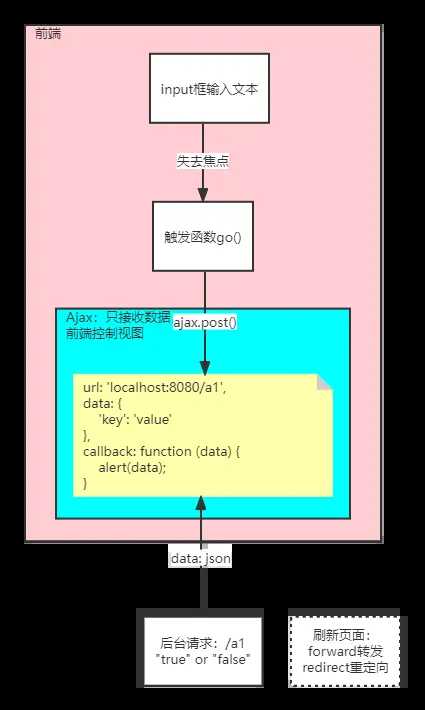 前端
input框输入文本
失去焦点
触发函数go()
ajax.post()
Ajax：只接收数据
前端控制视图
url: 'localhost:8080/a1',
data: {
'key': 'value'
},
callback: function (data) {
alert(data);
}
data: json
后台请求：/a1
"true" or "false"
刷新页面：
forward转发
redirect重定向